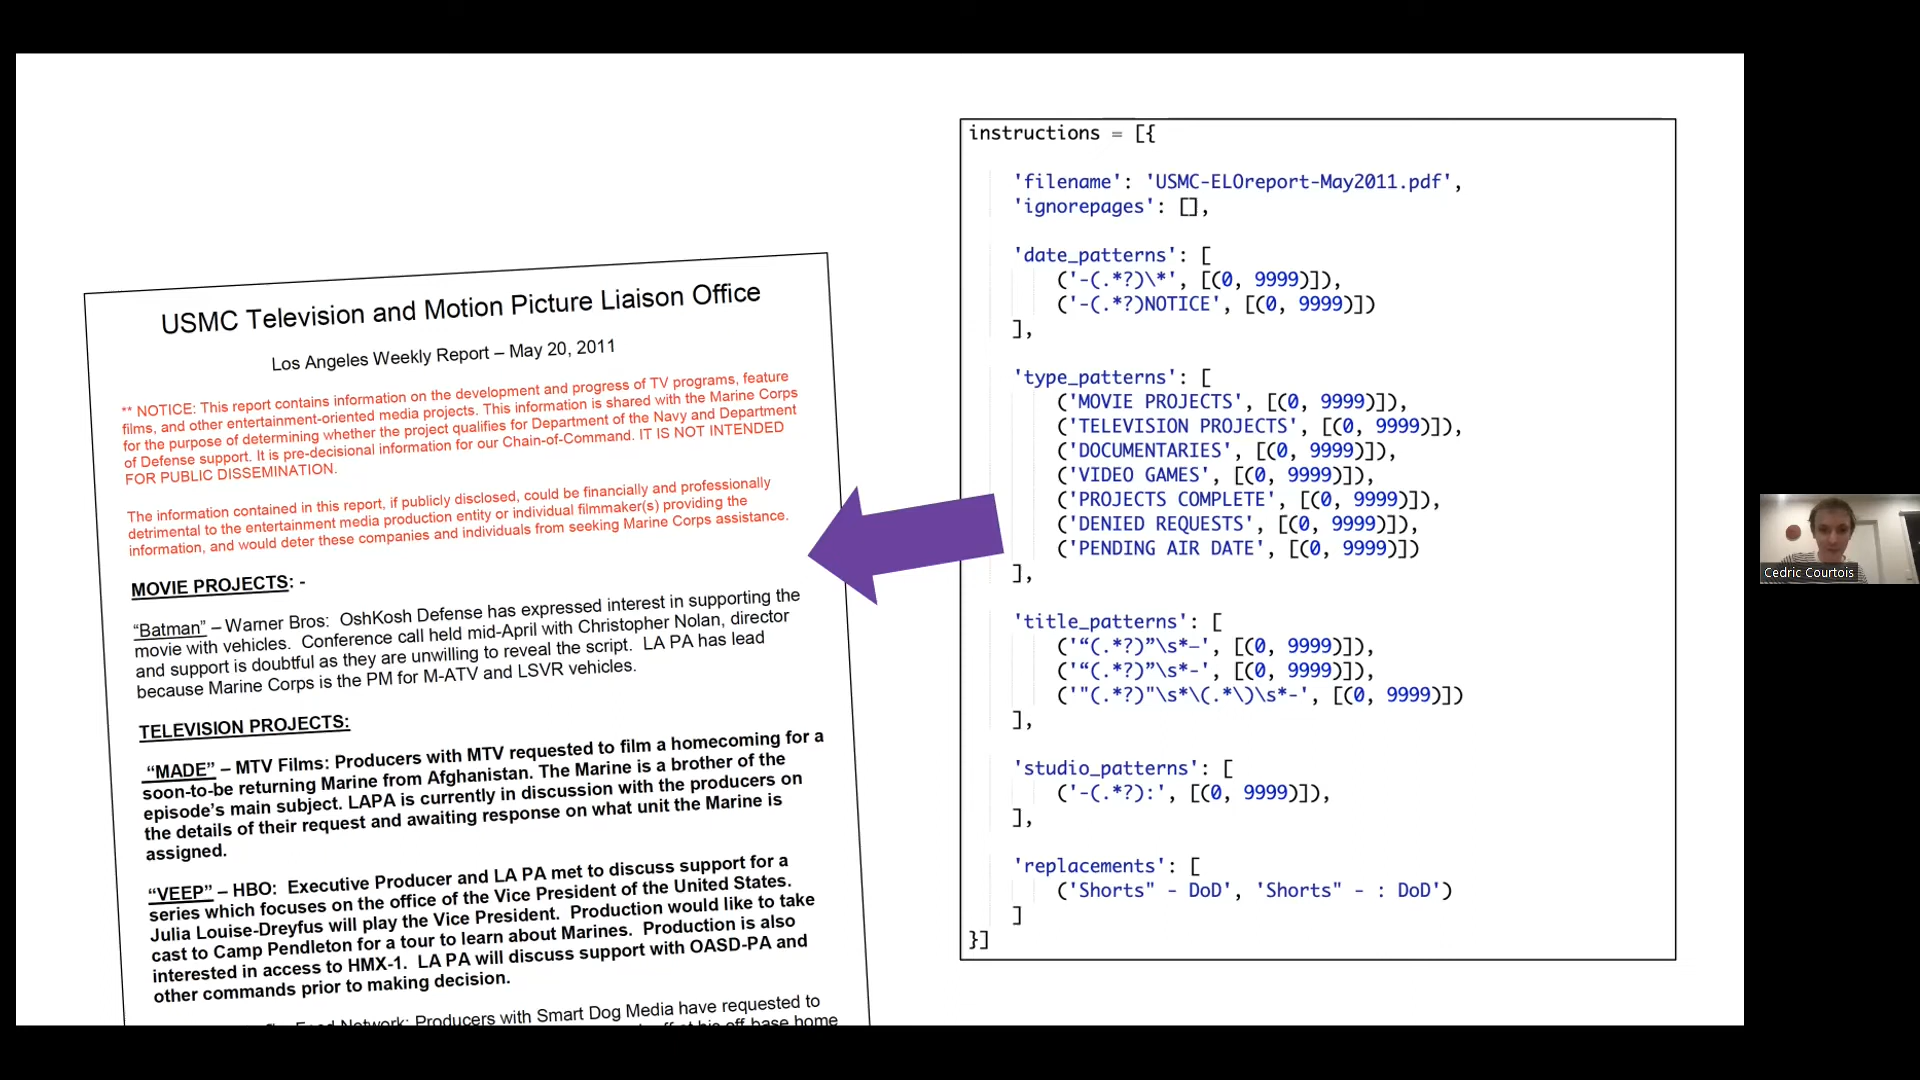 USMC Television and Motion Picture Liaison Office
Los Angeles Weekly Report – May 20, 2011
** NOTICE: This report contains information on the development and progress of TV programs, feature
films, and other entertainment-oriented media projects. This information is shared with the Marine Corps
for the purpose of determining whether the project qualifies for Department of the Navy and Department
of Defense support. It is pre-decisional information for our Chain-of-Command. IT IS NOT INTENDED
FOR PUBLIC DISSEMINATION.
The information contained in this report, if publicly disclosed, could be financially and professionally
detrimental to the entertainment media production entity or individual filmmaker(s) providing the
information, and would deter these companies and individuals from seeking Marine Corps assistance.
MOVIE PROJECTS: -
“Batman” – Warner Bros:  OshKosh Defense has expressed interest in supporting the
movie with vehicles.  Conference call held mid-April with Christopher Nolan, director
and support is doubtful as they are unwilling to reveal the script.  LA PA has lead
because Marine Corps is the PM for M-ATV and LSVR vehicles.
TELEVISION PROJECTS:
“MADE” – MTV Films: Producers with MTV requested to film a homecoming for a
soon-to-be returning Marine from Afghanistan. The Marine is a brother of the
episode’s main subject. LAPA is currently in discussion with the producers on
the details of their request and awaiting response on what unit the Marine is
assigned.
“VEEP” – HBO:  Executive Producer and LA PA met to discuss support for a
series which focuses on the office of the Vice President of the United States.
Julia Louise-Dreyfus will play the Vice President.  Production would like to take
cast to Camp Pendleton for a tour to learn about Marines.  Production is also
interested in access to HMX-1.  LA PA will discuss support with OASD-PA and
other commands prior to making decision.
Network: Producers with Smart Dog Media have requested to
at his off-base home
instructions = [{
'filename': 'USMC-ELOreport-May2011.pdf',
'ignorepages': [],
'date_patterns': [
('-(.*?)\*', [(0, 9999)]),
('-(.*?)NOTICE', [(0, 9999)])
],
'type_patterns': [
('MOVIE PROJECTS', [(0, 9999)]),
('TELEVISION PROJECTS', [(0, 9999)]),
('DOCUMENTARIES', [(0, 9999)]),
('VIDEO GAMES', [(0, 9999)]),
('PROJECTS COMPLETE', [(0, 9999)]),
('DENIED REQUESTS', [(0, 9999)]),
('PENDING AIR DATE', [(0, 9999)])
],
'title_patterns': [
('“(.*?)”\s*–', [(0, 9999)]),
('“(.*?)”\s*-', [(0, 9999)]),
('"(.*?)"\s*\(.*\)\s*-', [(0, 9999)])
],
'studio_patterns': [
('-(.*?):', [(0, 9999)]),
],
'replacements': [
('Shorts" - DoD', 'Shorts" - : DoD')
]
}]
Cedric Courtois